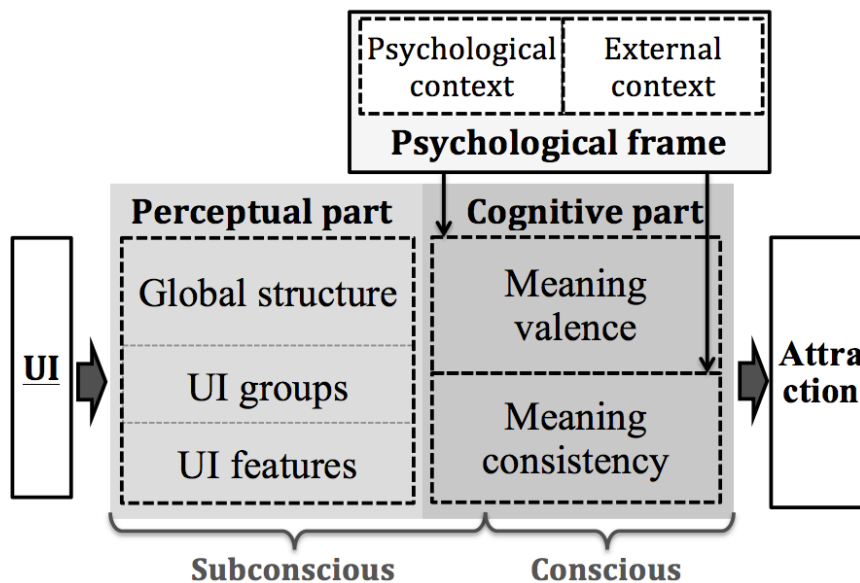 Psychological
context
External
context
Psychological frame
Perceptual part
Cognitive part
UI
Global structure
UI groups
UI features
Meaning
valence
Meaning
consistency
Attra
ction
Subconscious
Conscious